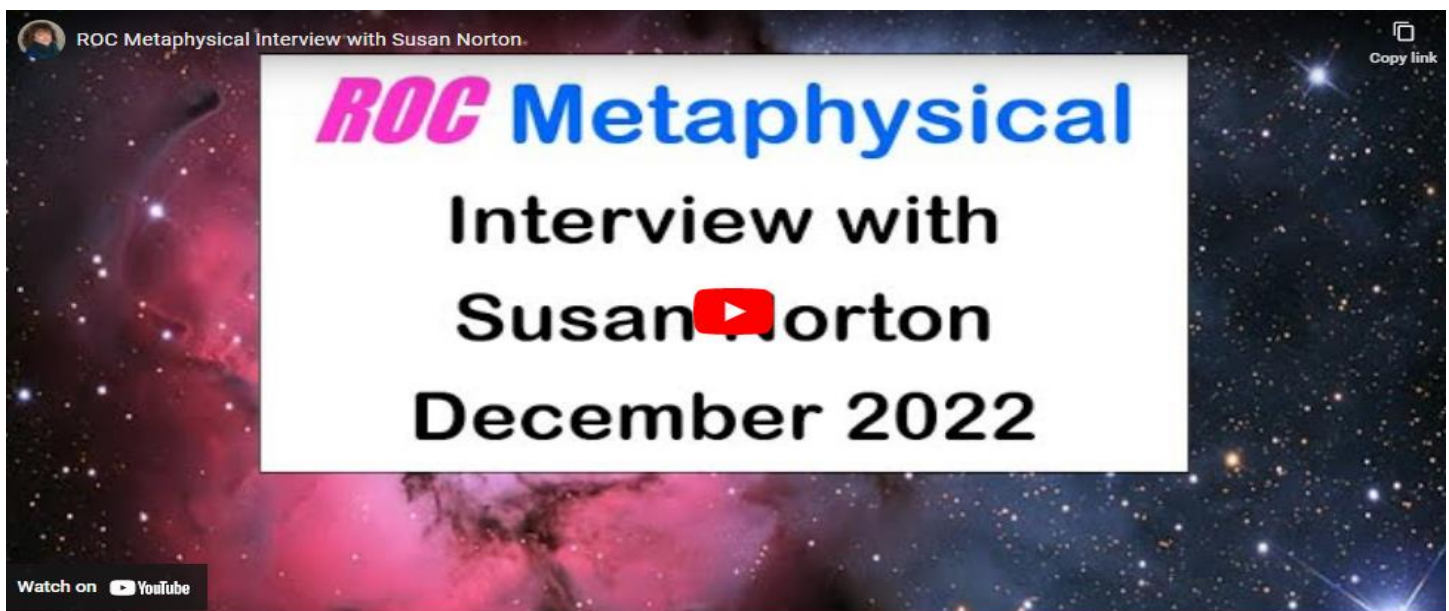 ROC Metaphysical Interview with Susan Norton
Copy link
ROC Metaphysical
Interview with
Susan Norton
December 2022
Watch on YouTube